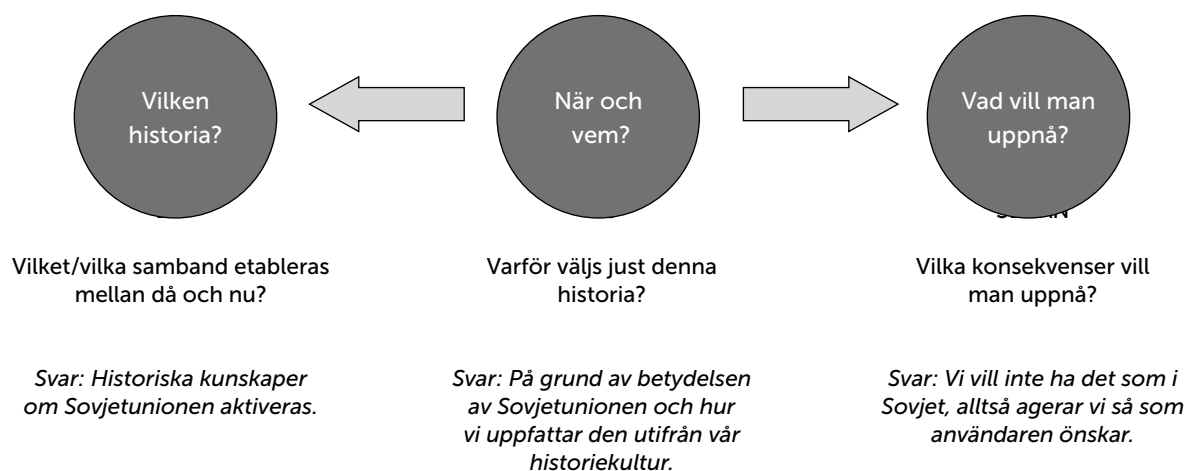 Vilken
historia?
När och
vem?
Vad vill man
uppnå?
Vilket/vilka samband etableras
mellan då och nu?
Varför väljs just denna
historia?
Vilka konsekvenser vill
man uppnå?
Svar: Historiska kunskaper
om Sovjetunionen aktiveras.
Svar: På grund av betydelsen
av Sovjetunionen och hur
vi uppfattar den utifrån vår
historiekultur.
Svar: Vi vill inte ha det som i
Sovjet, alltså agerar vi så som
användaren önskar.